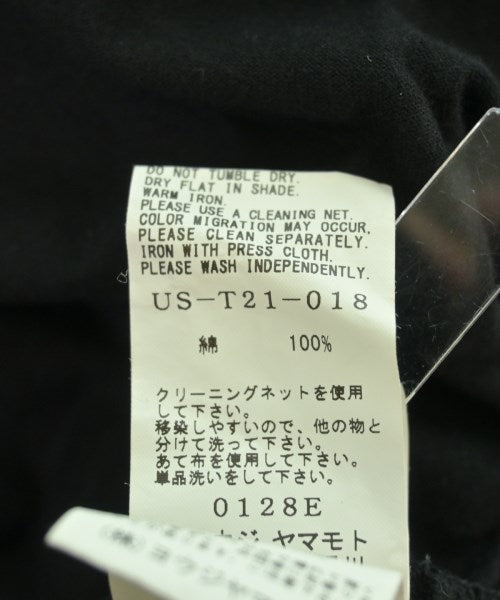 DO NOT TUMBLE DRY.
DRY FLAT IN SHADE.
WARM IRON.
PLEASE USE A CLEANING NET.
COLOR MIGRATION MAY OCCUR,
PLEASE CLEAN SEPARATELY.
IRON WITH PRESS CLOTH.
PLEASE WASH INDEPENDENTLY.
US-T21-018
綿 100%
クリーニングネットを使用
して下さい。
移染しやすいので、他の物と
分けて洗って下さい。
あて布を使用して下さい。
単品洗いをして下さい。
0128E
ヤマモト